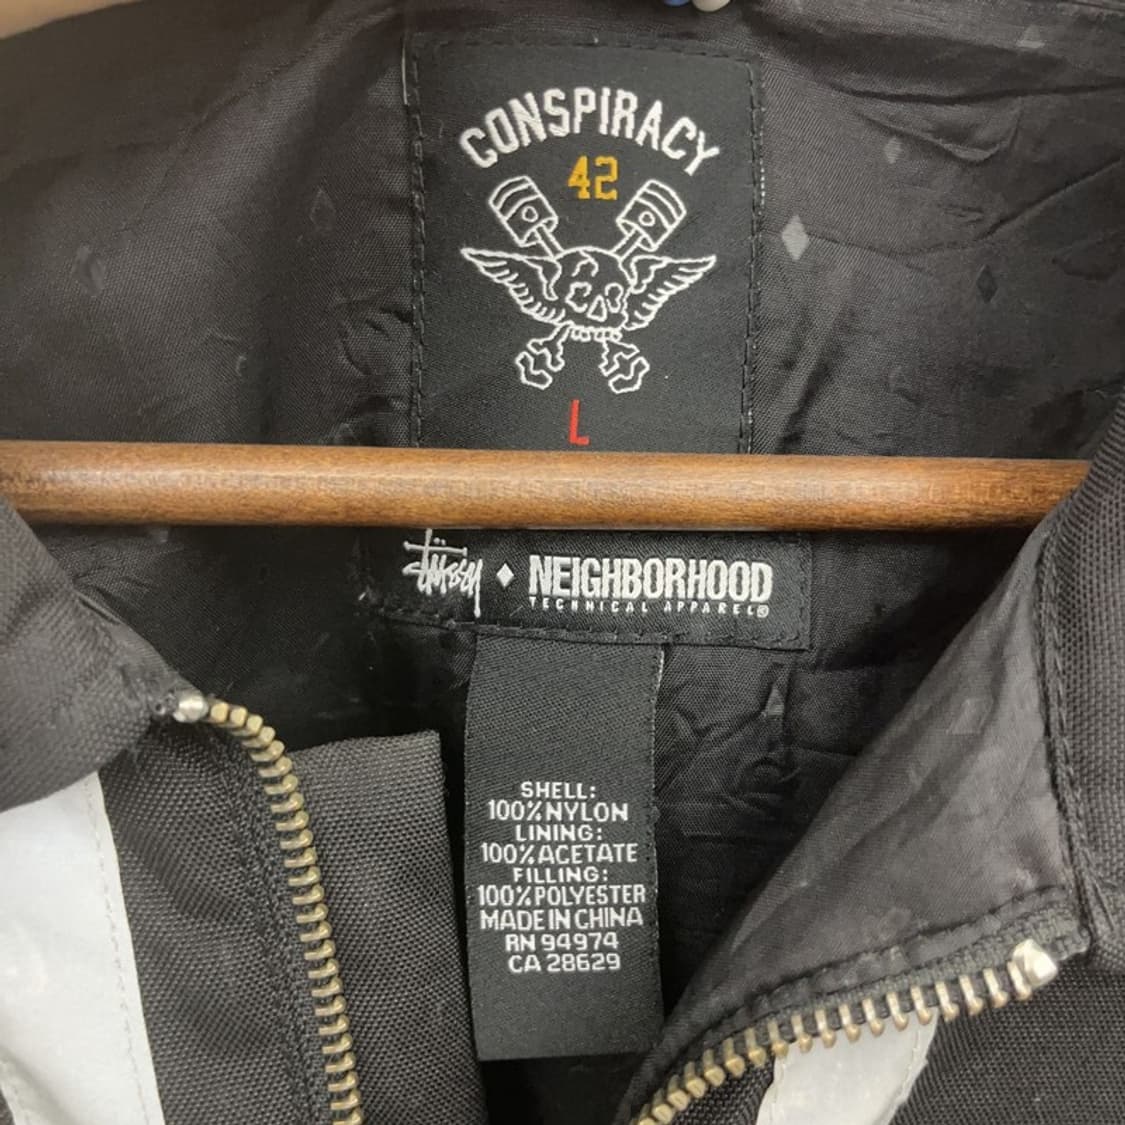 CONSPIRACY
42
L
Stüssy ♦ NEIGHBORHOOD
TECHNICAL APPAREL®
SHELL:
100%NYLON
LINING:
100%ACETATE
FILLING:
100%POLYESTER
MADE IN CHINA
RN 94974
CA 28629